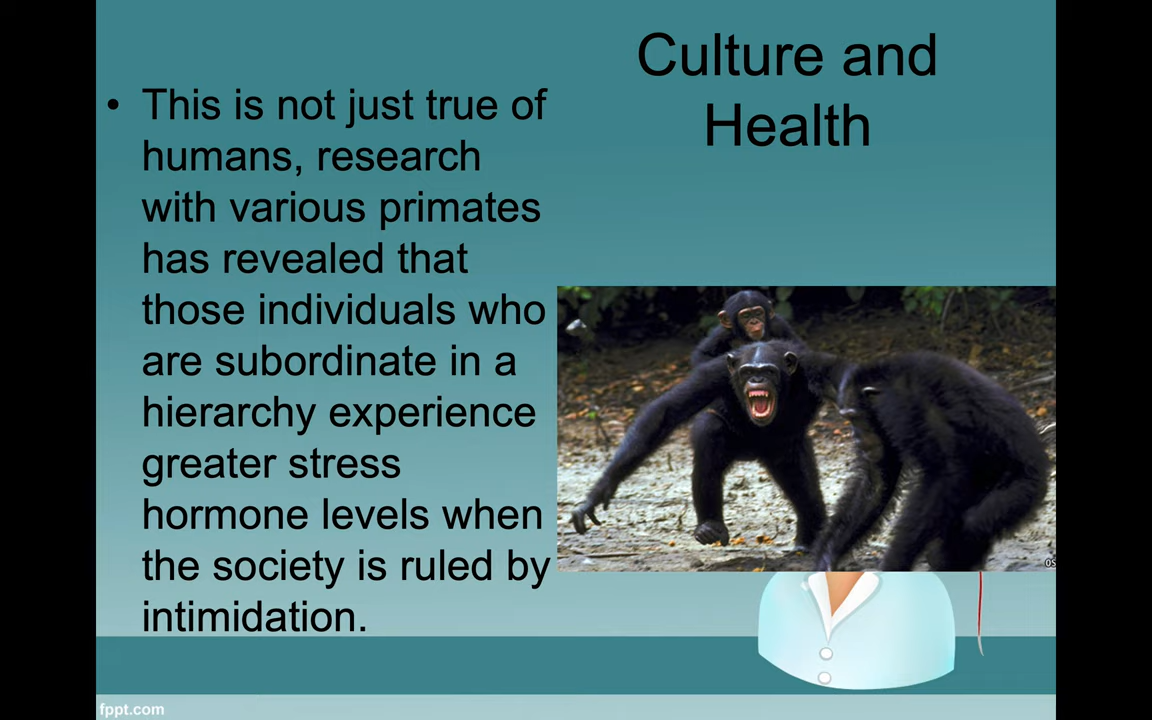 Culture and
Health
• This is not just true of
humans, research
with various primates
has revealed that
those individuals who
are subordinate in a
hierarchy experience
greater stress
hormone levels when
the society is ruled by
intimidation.
fppt.com